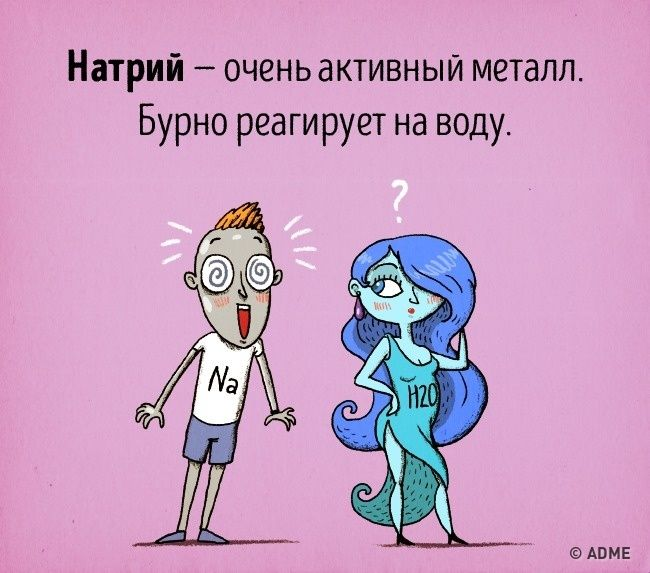 Натрий – очень активный металл.
Бурно реагирует на воду.
?
Na
H2O
© ADME